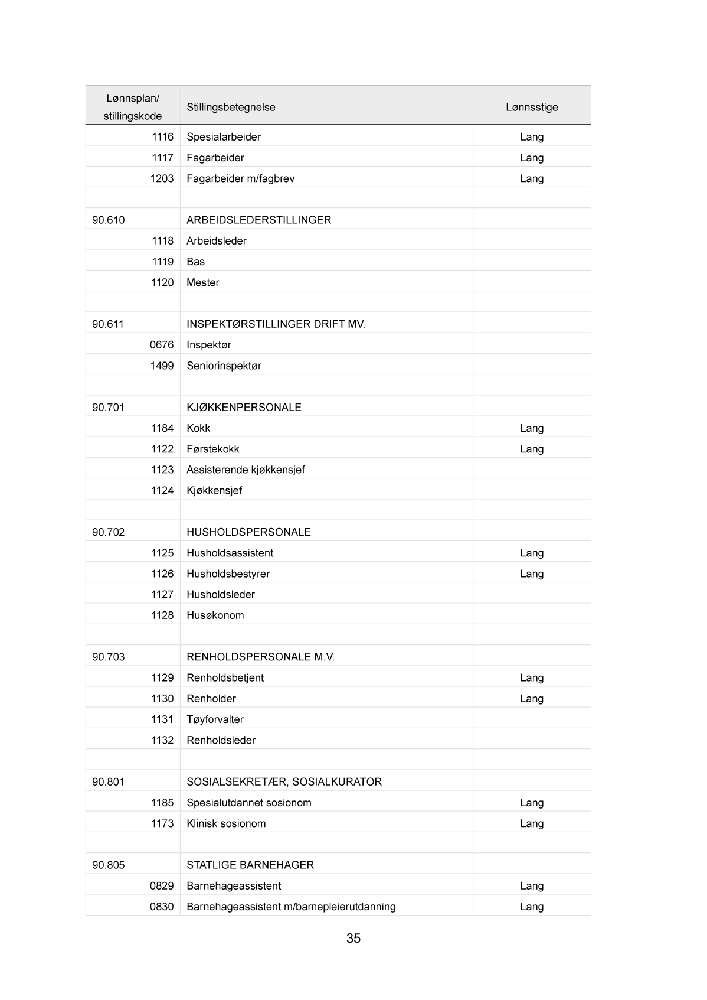 Lønnsplan/
stillingskode Stillingsbetegnelse Lønnsstige
1116 Spesialarbeider Lang
1117 Fagarbeider Lang
1203 Fagarbeider m/fagbrev Lang
90.610 ARBEIDSLEDERSTILLINGER
1118 Arbeidsleder
1119 Bas
1120 Mester
90.611 INSPEKTØRSTILLINGER DRIFT MV.
0676 Inspektør
1499 Seniorinspektør
90.701 KJØKKENPERSONALE
1184 Kokk Lang
1122 Førstekokk Lang
1123 Assisterende kjøkkensjef
1124 Kjøkkensjef
90.702 HUSHOLDSPERSONALE
1125 Husholdsassistent Lang
1126 Husholdsbestyrer Lang
1127 Husholdsleder
1128 Husøkonom
90.703 RENHOLDSPERSONALE M.V.
1129 Renholdsbetjent Lang
1130 Renholder Lang
1131 Tøyforvalter
1132 Renholdsleder
90.801 SOSIALSEKRETÆR, SOSIALKURATOR
1185 Spesialutdannet sosionom Lang
1173 Klinisk sosionom Lang
90.805 STATLIGE BARNEHAGER
0829 Barnehageassistent Lang
0830 Barnehageassistent m/barnepleierutdanning Lang
35